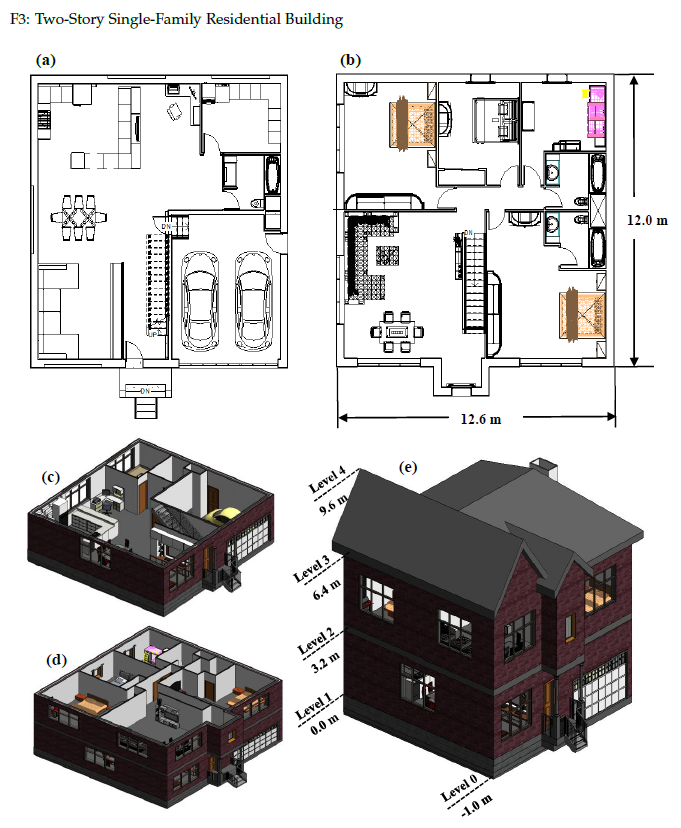 F3: Two-Story Single-Family Residential Building
(a)
(b)
DN
UP
DN
DN
12.0 m
12.6 m
(c)
(d)
(e)
Level 4
9.6 m
Level 3
6.4 m
Level 2
3.2 m
Level 1
0.0 m
Level 0
-1.0 m